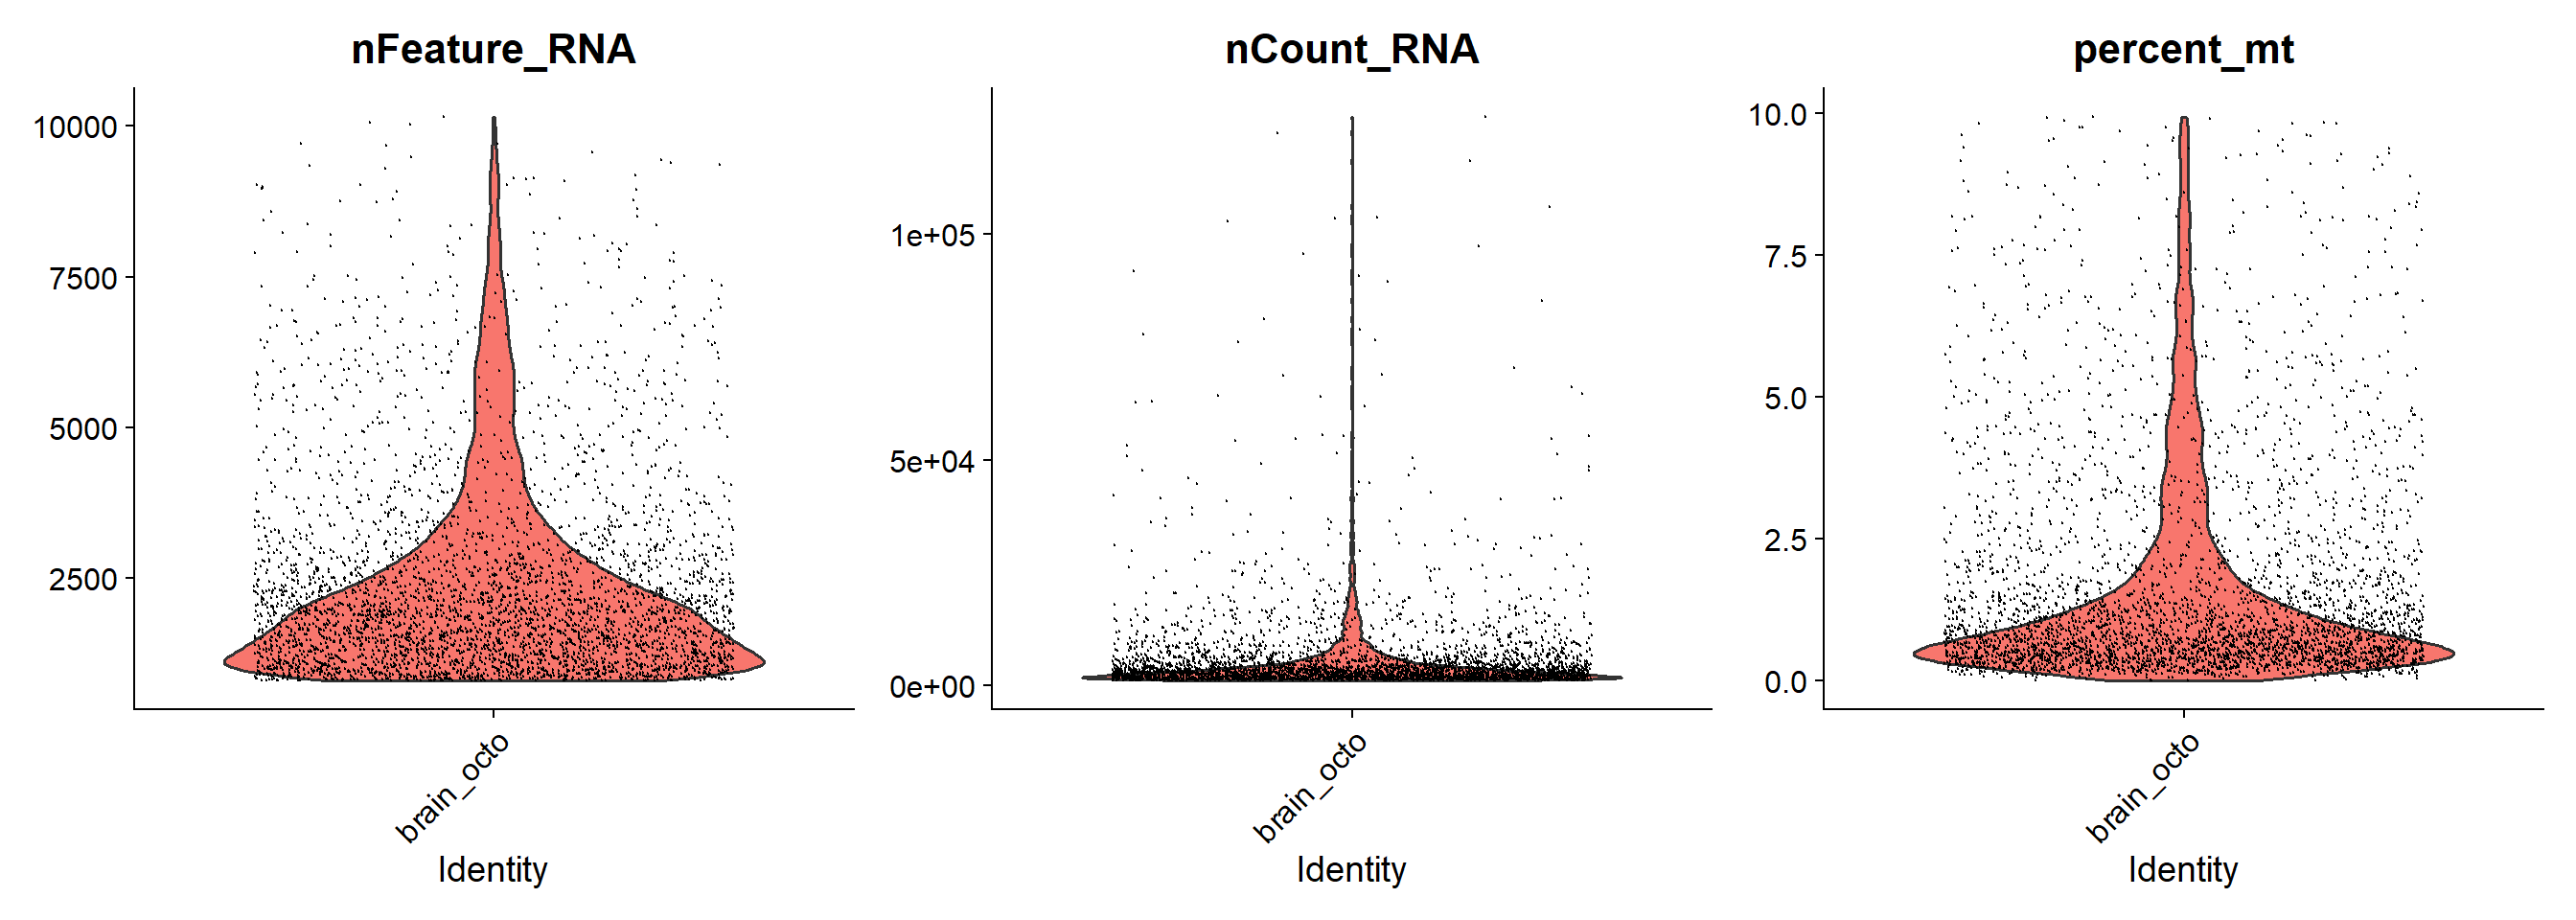 nFeature_RNA
10000
7500
5000
2500
brain_octo
Identity
nCount_RNA
1e+05
5e+04
0e+00
brain_octo
Identity
percent_mt
10.0
7.5
5.0
2.5
0.0
brain_octo
Identity